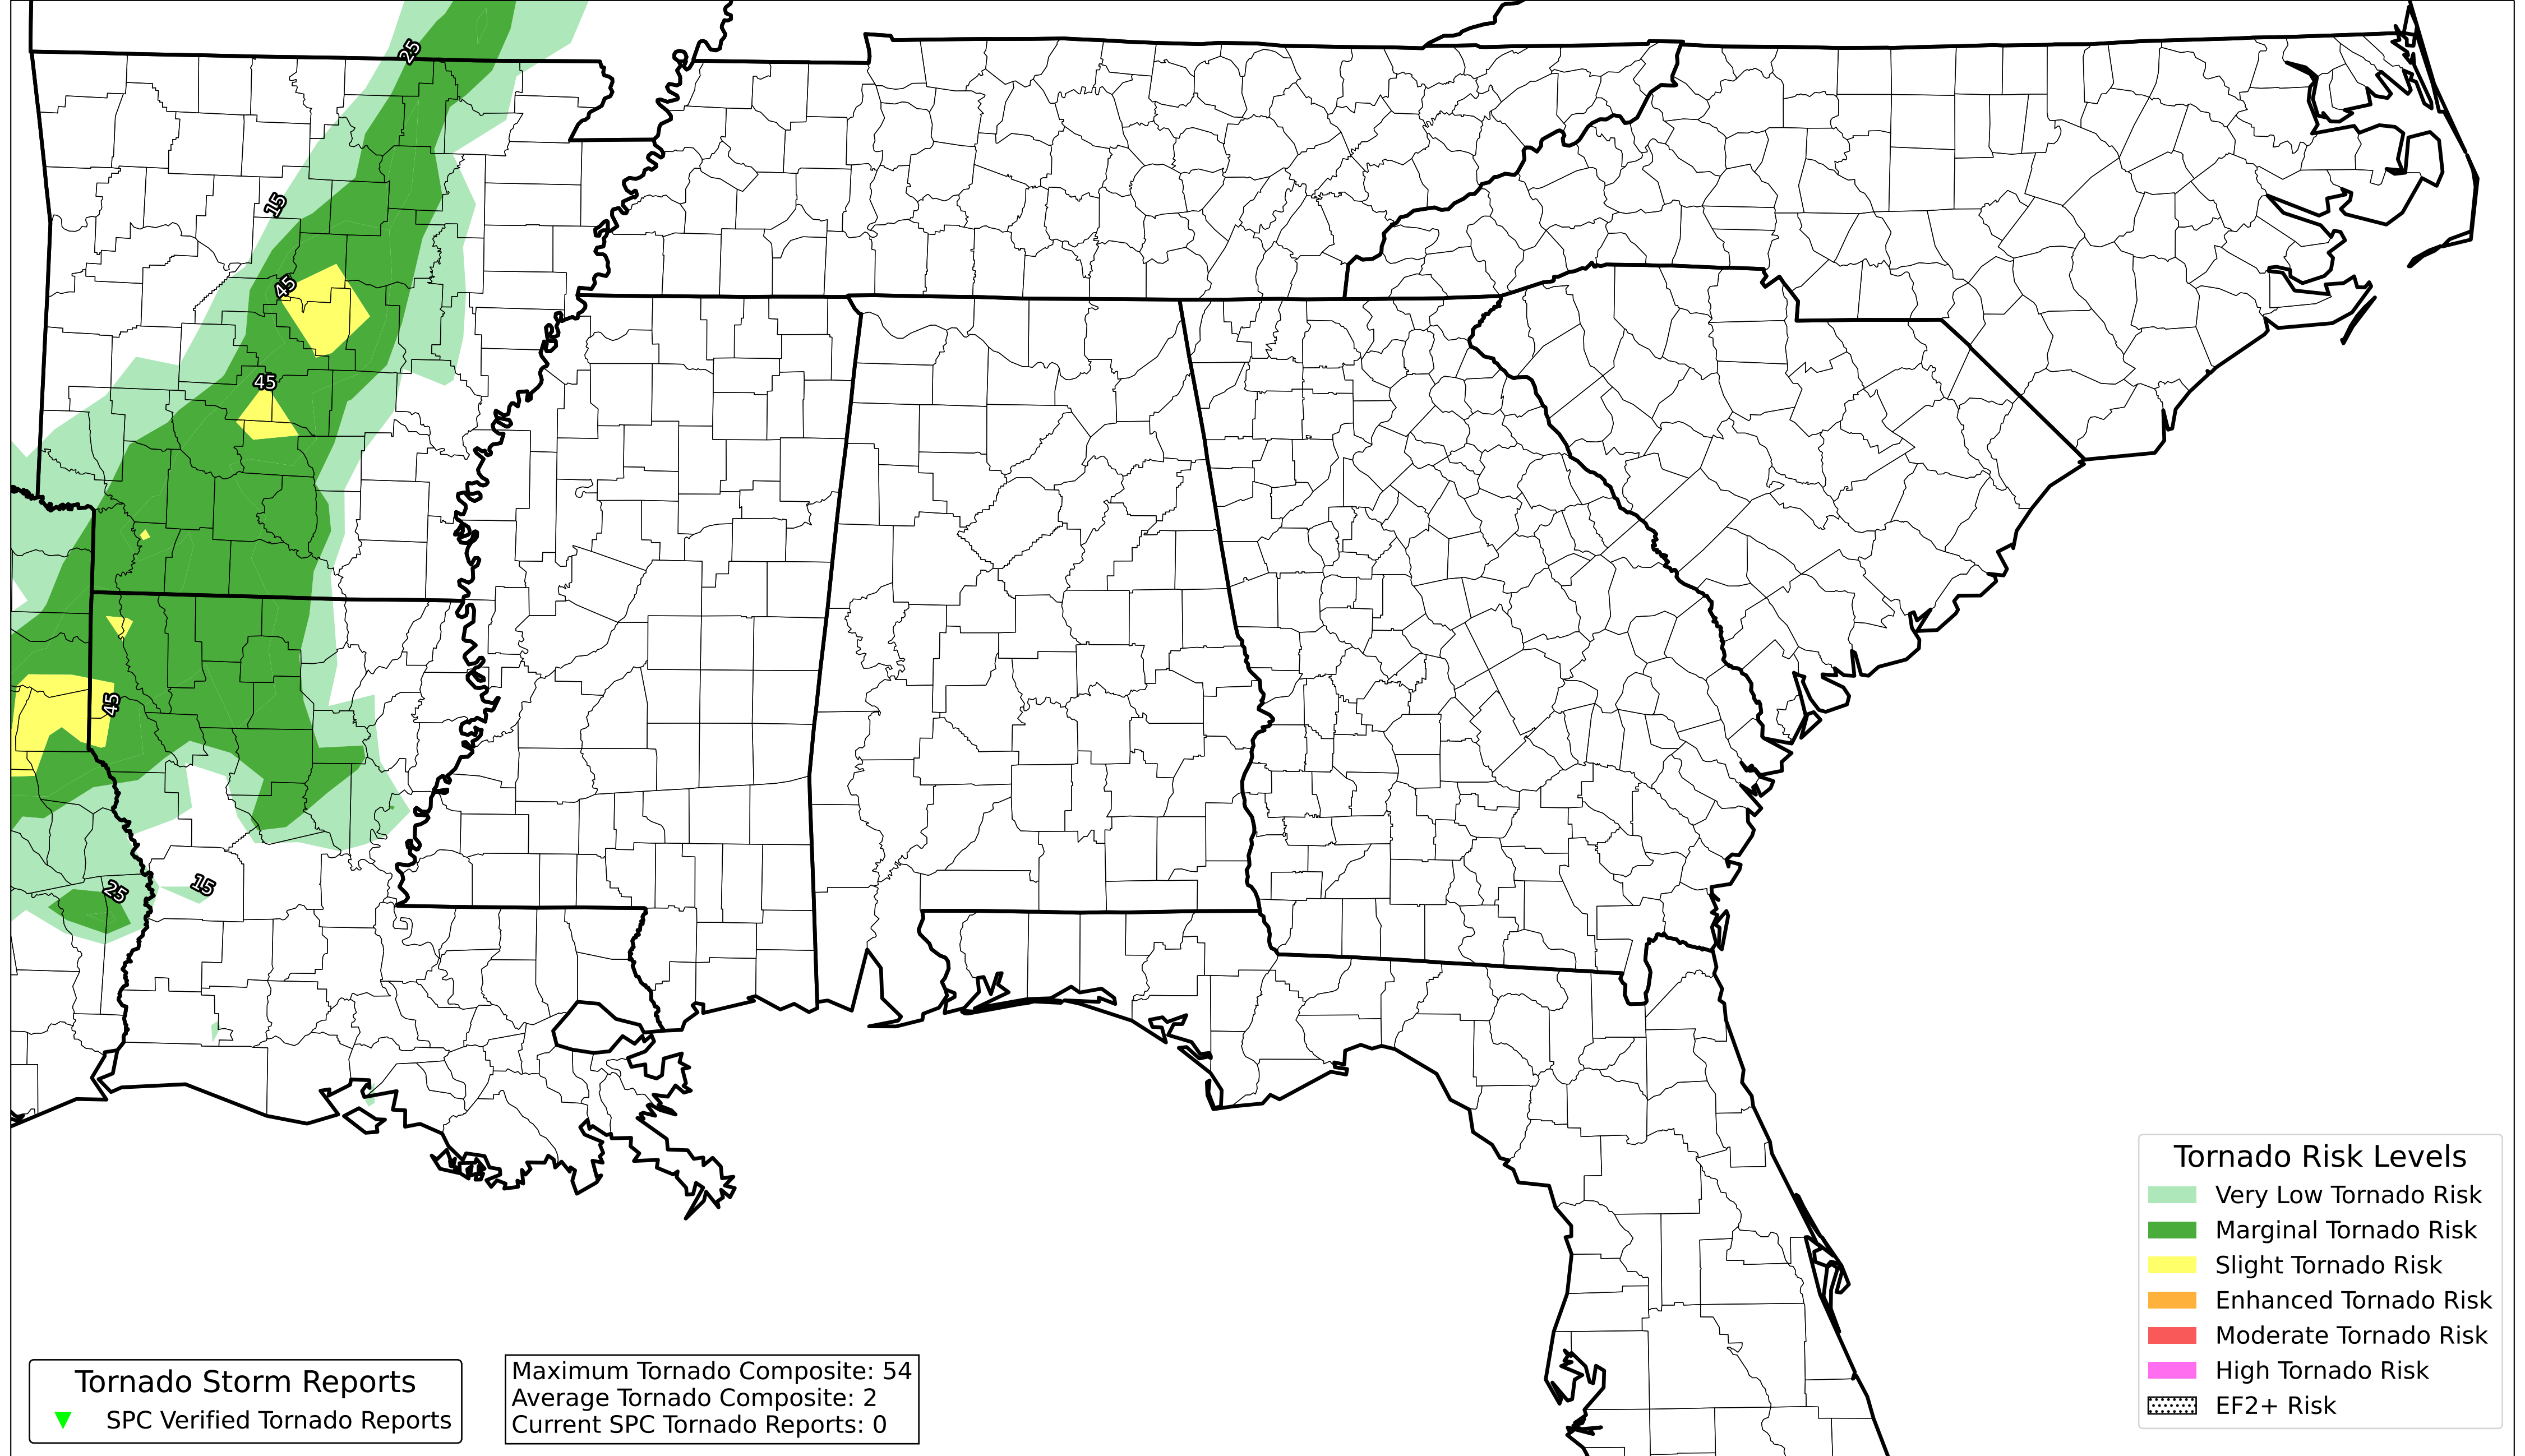 25
15
45
45
45
25
15
Tornado Risk Levels
Very Low Tornado Risk
Marginal Tornado Risk
Slight Tornado Risk
Enhanced Tornado Risk
Moderate Tornado Risk
High Tornado Risk
EF2+ Risk
Tornado Storm Reports
SPC Verified Tornado Reports
Maximum Tornado Composite: 54
Average Tornado Composite: 2
Current SPC Tornado Reports: 0